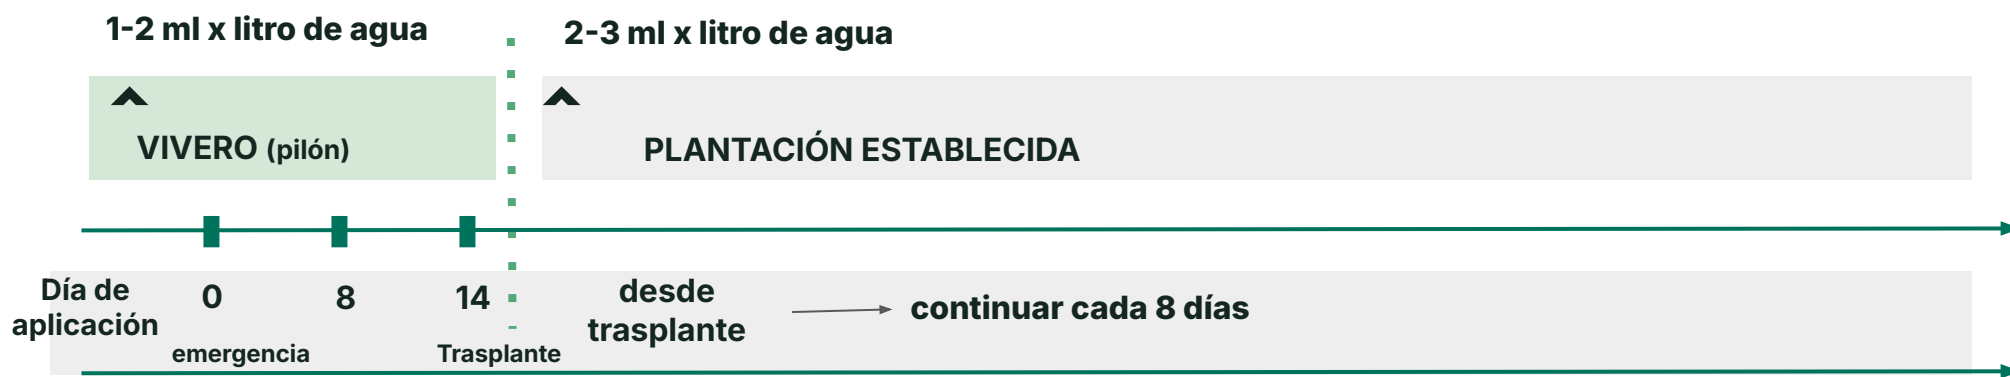 1-2 ml x litro de agua
2-3 ml x litro de agua
VIVERO (pilón)
PLANTACIÓN ESTABLECIDA
Día de
aplicación
0
8
14
desde
trasplante
continuar cada 8 días
emergencia
Trasplante